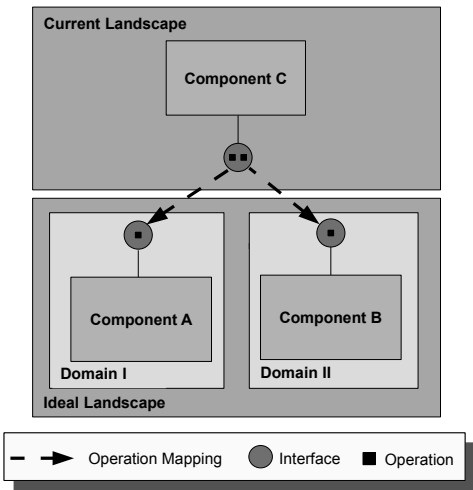 Current Landscape
Component C
Component A
Component B
Domain I
Domain II
Ideal Landscape
Operation Mapping
Interface
Operation